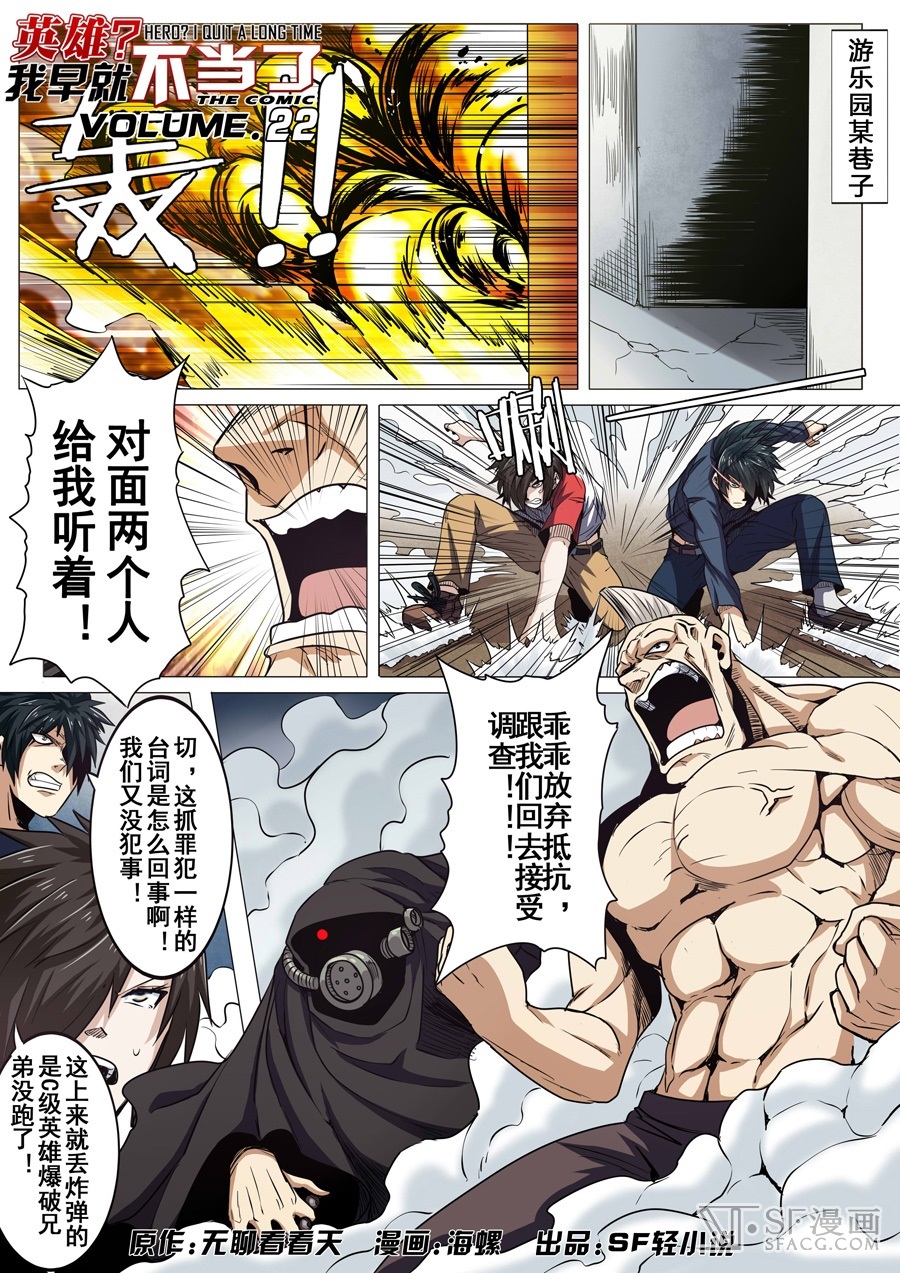 英雄?
HERO? I QUIT A LONG TIME
我早就不当了
THE COMIC
VOLUME.22
游乐园某巷子
轰!!
对面两个人
给我听着！
乖乖放弃抵抗，
跟我们回去接受
调查！！！！
切，这抓罪犯一样的
台词是怎么回事啊！
我们又没犯事！
这上来就丢炸弹的
是C级英雄爆破兄
弟没跑了！
原作:无聊看看天 漫画:海螺 出品:SF轻小说
SF漫画
SFACG.COM